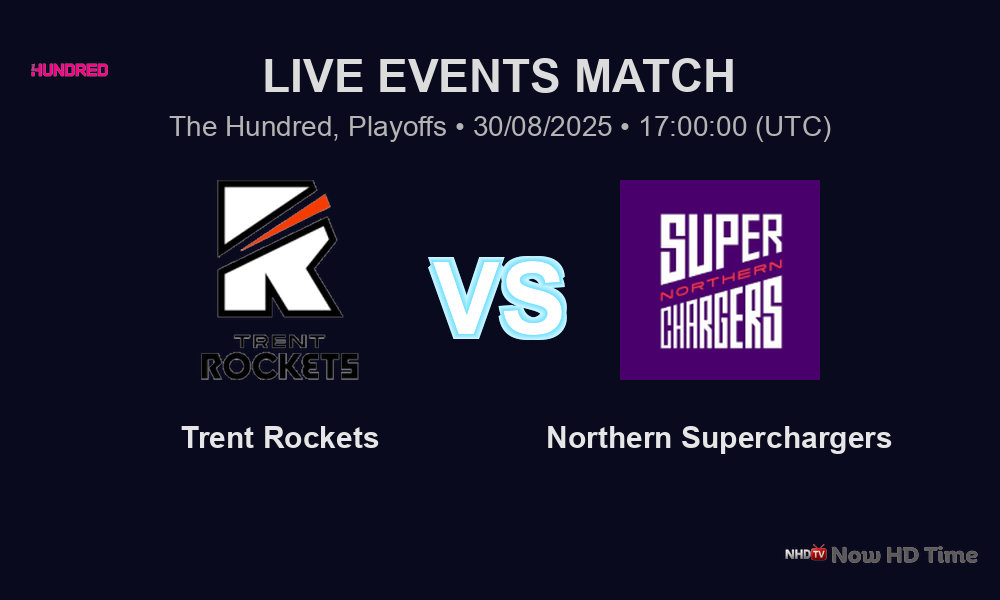 HUNDRED
LIVE EVENTS MATCH
The Hundred, Playoffs • 30/08/2025 • 17:00:00 (UTC)
TRENT
ROCKETS
VS
SUPER
NORTHERN
CHARGERS
Trent Rockets
Northern Superchargers
NHD TV Now HD Time